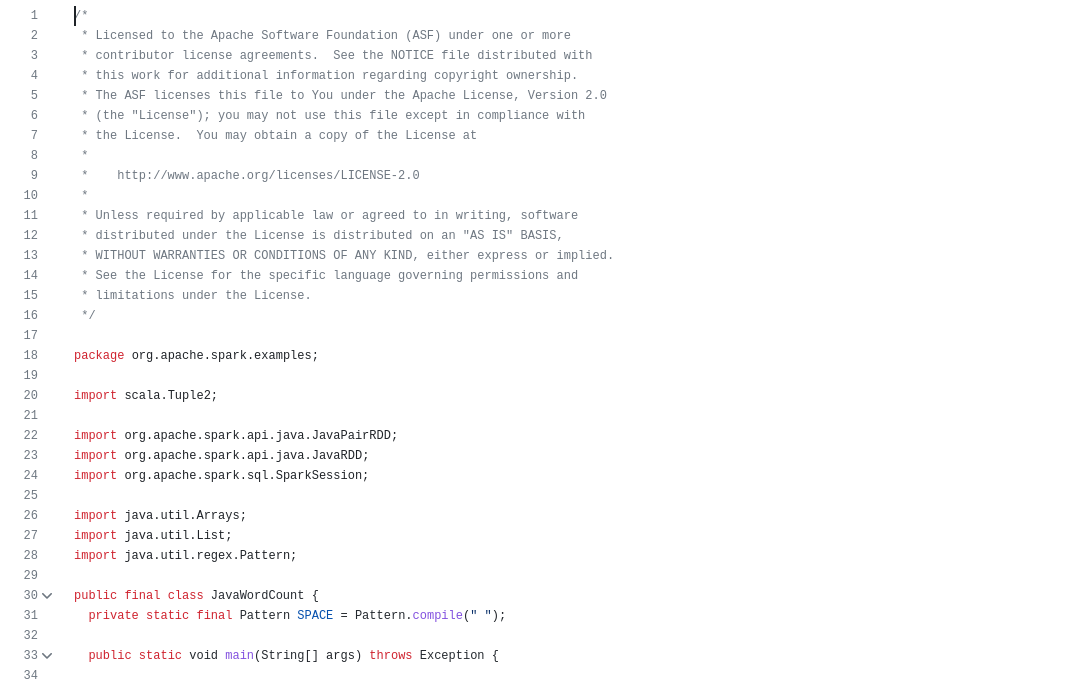 1 /*
2  * Licensed to the Apache Software Foundation (ASF) under one or more
3  * contributor license agreements.  See the NOTICE file distributed with
4  * this work for additional information regarding copyright ownership.
5  * The ASF licenses this file to You under the Apache License, Version 2.0
6  * (the "License"); you may not use this file except in compliance with
7  * the License.  You may obtain a copy of the License at
8  *
9  *    http://www.apache.org/licenses/LICENSE-2.0
10  *
11  * Unless required by applicable law or agreed to in writing, software
12  * distributed under the License is distributed on an "AS IS" BASIS,
13  * WITHOUT WARRANTIES OR CONDITIONS OF ANY KIND, either express or implied.
14  * See the License for the specific language governing permissions and
15  * limitations under the License.
16  */
17
18 package org.apache.spark.examples;
19
20 import scala.Tuple2;
21
22 import org.apache.spark.api.java.JavaPairRDD;
23 import org.apache.spark.api.java.JavaRDD;
24 import org.apache.spark.sql.SparkSession;
25
26 import java.util.Arrays;
27 import java.util.List;
28 import java.util.regex.Pattern;
29
30 public final class JavaWordCount {
31   private static final Pattern SPACE = Pattern.compile(" ");
32
33   public static void main(String[] args) throws Exception {
34